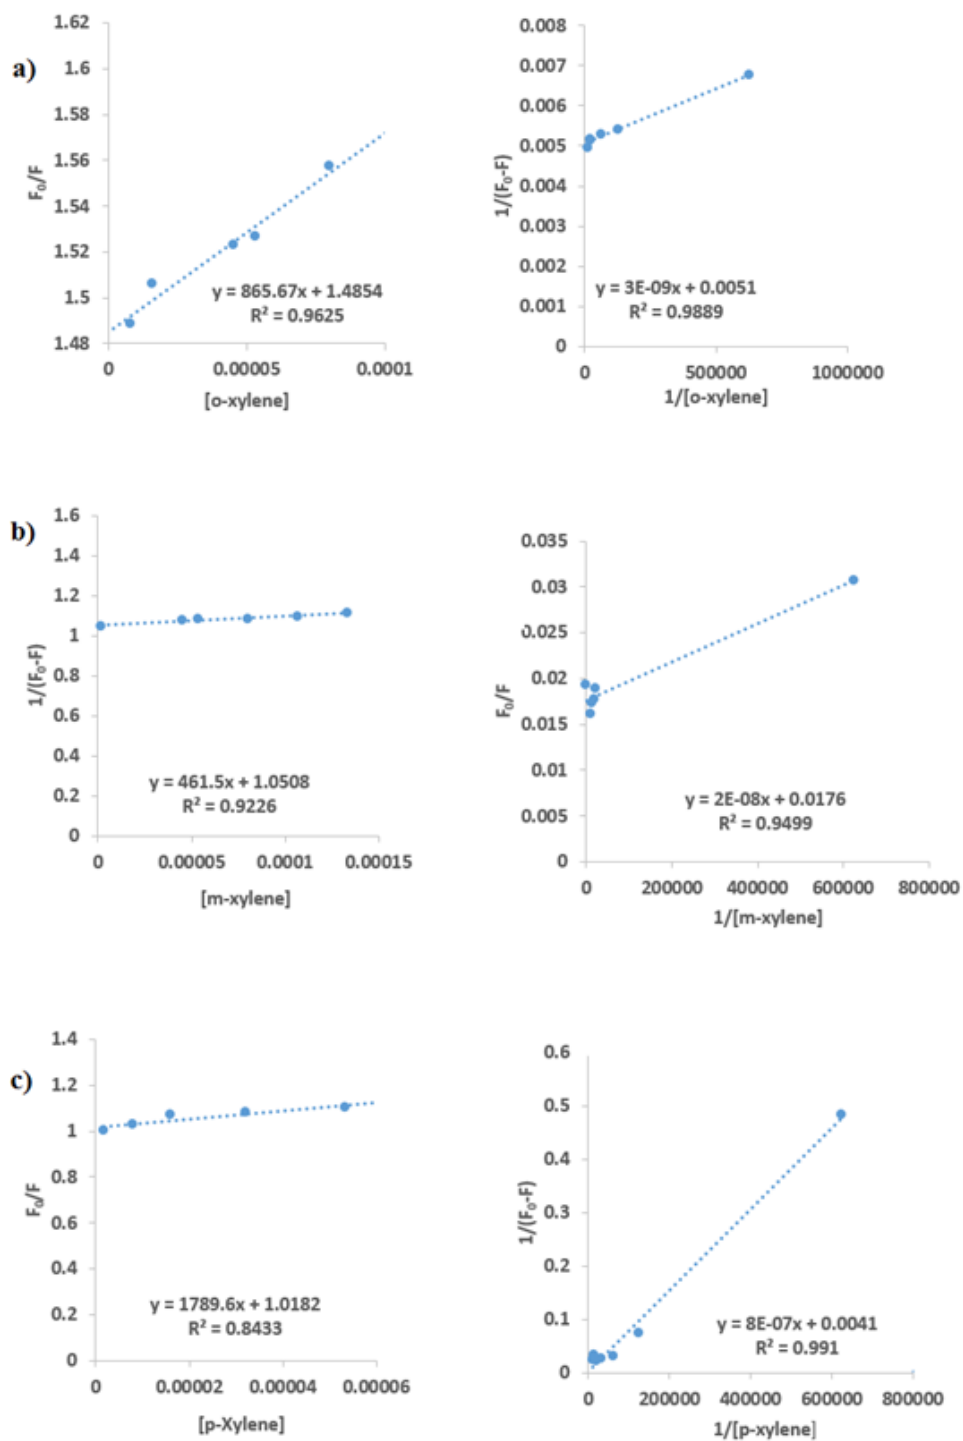 a)
1.62
1.6
1.58
1.56
1.54
1.52
1.5
1.48
F₀/F
y = 865.67x + 1.4854
R² = 0.9625
0 0.00005 0.0001
[o-xylene]
0.008
0.007
0.006
0.005
0.004
0.003
0.002
0.001
0
1/(F₀-F)
y = 3E-09x + 0.0051
R² = 0.9889
0 500000 1000000
1/[o-xylene]
b)
1.6
1.4
1.2
1
0.8
0.6
0.4
0.2
0
1/(F₀-F)
y = 461.5x + 1.0508
R² = 0.9226
0 0.00005 0.0001 0.00015
[m-xylene]
0.035
0.03
0.025
0.02
0.015
0.01
0.005
0
F₀/F
y = 2E-08x + 0.0176
R² = 0.9499
0 200000 400000 600000 800000
1/[m-xylene]
c)
1.4
1.2
1
0.8
0.6
0.4
0.2
0
F₀/F
y = 1789.6x + 1.0182
R² = 0.8433
0 0.00002 0.00004 0.00006
[p-Xylene]
0.6
0.5
0.4
0.3
0.2
0.1
0
1/(F₀-F)
y = 8E-07x + 0.0041
R² = 0.991
0 200000 400000 600000 800000
1/[p-xylene]